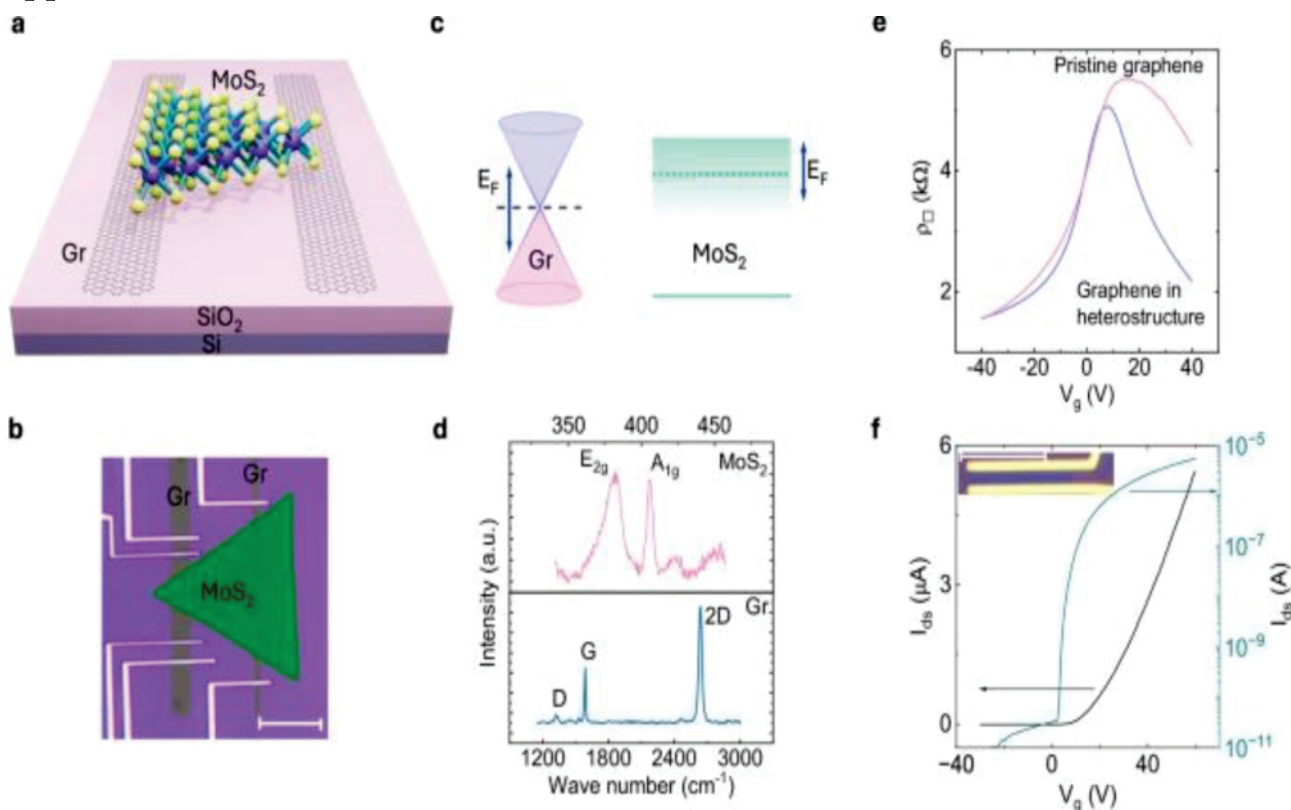 a
MoS2
Gr
SiO2
Si
b
Gr
Gr
MoS2
c
EF
Gr
EF
MoS2
d
350 400 450
E2g
A1g
MoS2
Intensity (a.u.)
Gr
2D
G
D
1200 1800 2400 3000
Wave number (cm-1)
e
6
4
2
ρ□ (kΩ)
Pristine graphene
Graphene in
heterostructure
-40 -20 0 20 40
Vg (V)
f
6
3
0
Ids (µA)
10-5
10-7
10-9
10-11
Ids (A)
−40 0 40
Vg (V)